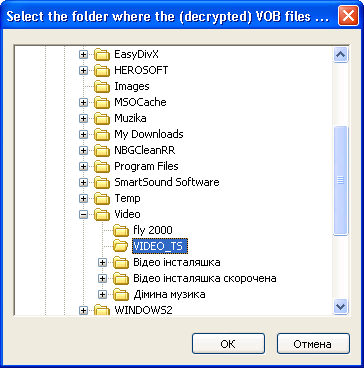 Select the folder where the (decrypted) VOB files ...
EasyDivX
HEROSOFT
Images
MSOCache
Muzika
My Downloads
NBGCleanRR
Program Files
SmartSound Software
Temp
Video
fly 2000
VIDEO_TS
Відео інсталяшка
Відео інсталяшка скорочена
Дімина музика
WINDOWS2
OK
Отмена